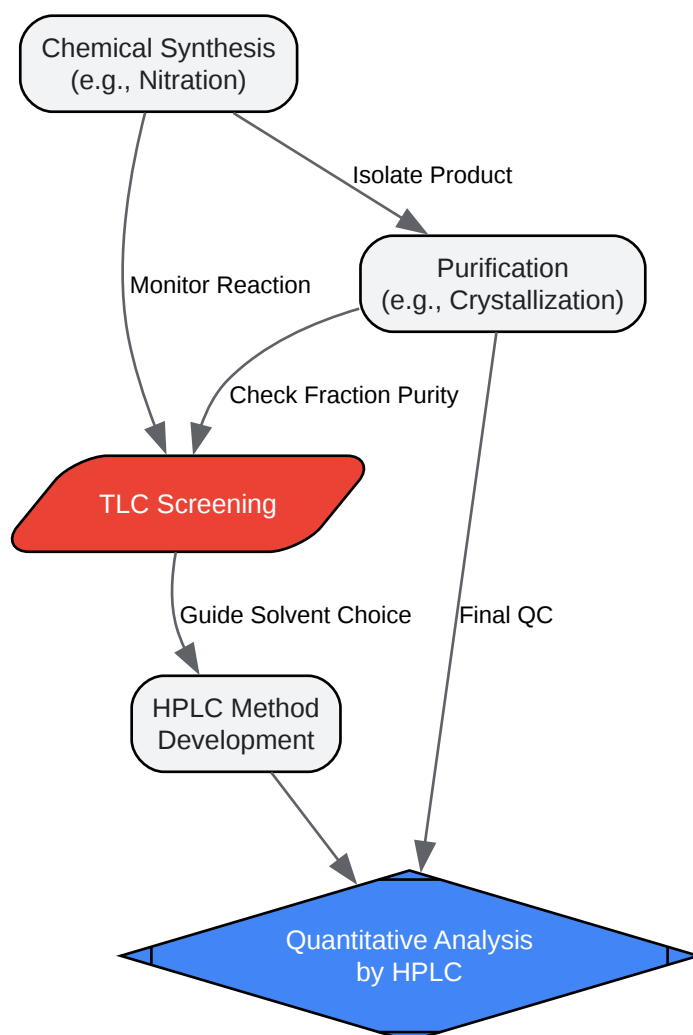 Chemical Synthesis
(e.g., Nitration)
Isolate Product
Purification
(e.g., Crystallization)
Monitor Reaction
Check Fraction Purity
TLC Screening
Guide Solvent Choice
Final QC
HPLC Method
Development
Quantitative Analysis
by HPLC